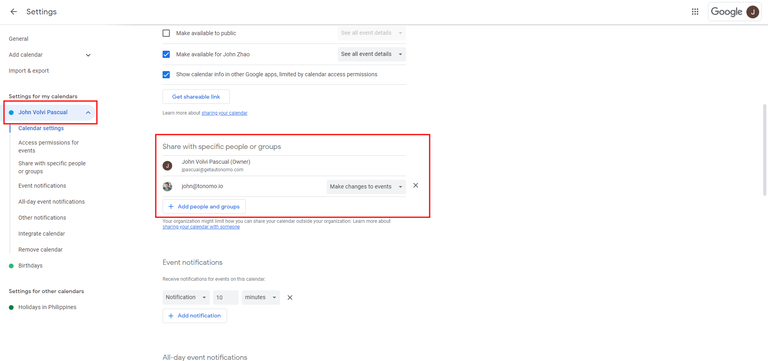 Settings
Google J
General
Add calendar
Import & export
Settings for my calendars
John Volvi Pascual
Calendar settings
Access permissions for
events
Share with specific people
or groups
Event notifications
All-day event notifications
Other notifications
Integrate calendar
Remove calendar
Birthdays
Settings for other calendars
Holidays in Philippines
Make available to public See all event details
Make available for John Zhao See all event details
Show calendar info in other Google apps, limited by calendar access permissions
Get shareable link
Learn more about sharing your calendar
Share with specific people or groups
J John Volvi Pascual (Owner)
jpascual@getautonomo.com
john@tonomo.io Make changes to events
Add people and groups
Your organization might limit how you can share your calendar outside your organization. Learn more about
sharing your calendar with someone
Event notifications
Receive notifications for events on this calendar.
Notification 10 minutes
Add notification
All-day event notifications